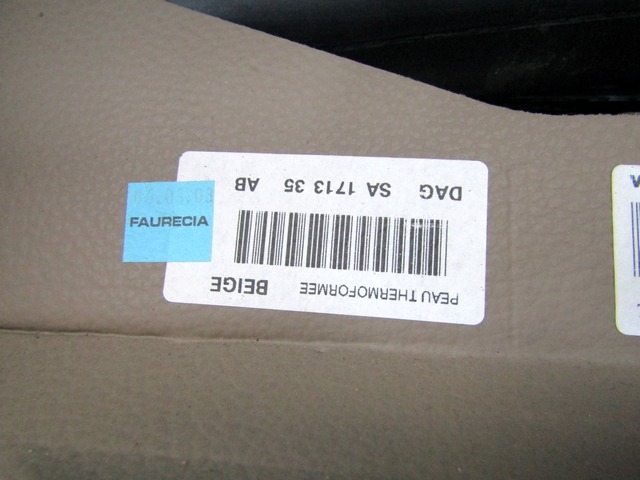 PEAU THERMOFORMEE BEIGE
DAG SA 1713 35 AB
FAURECIA